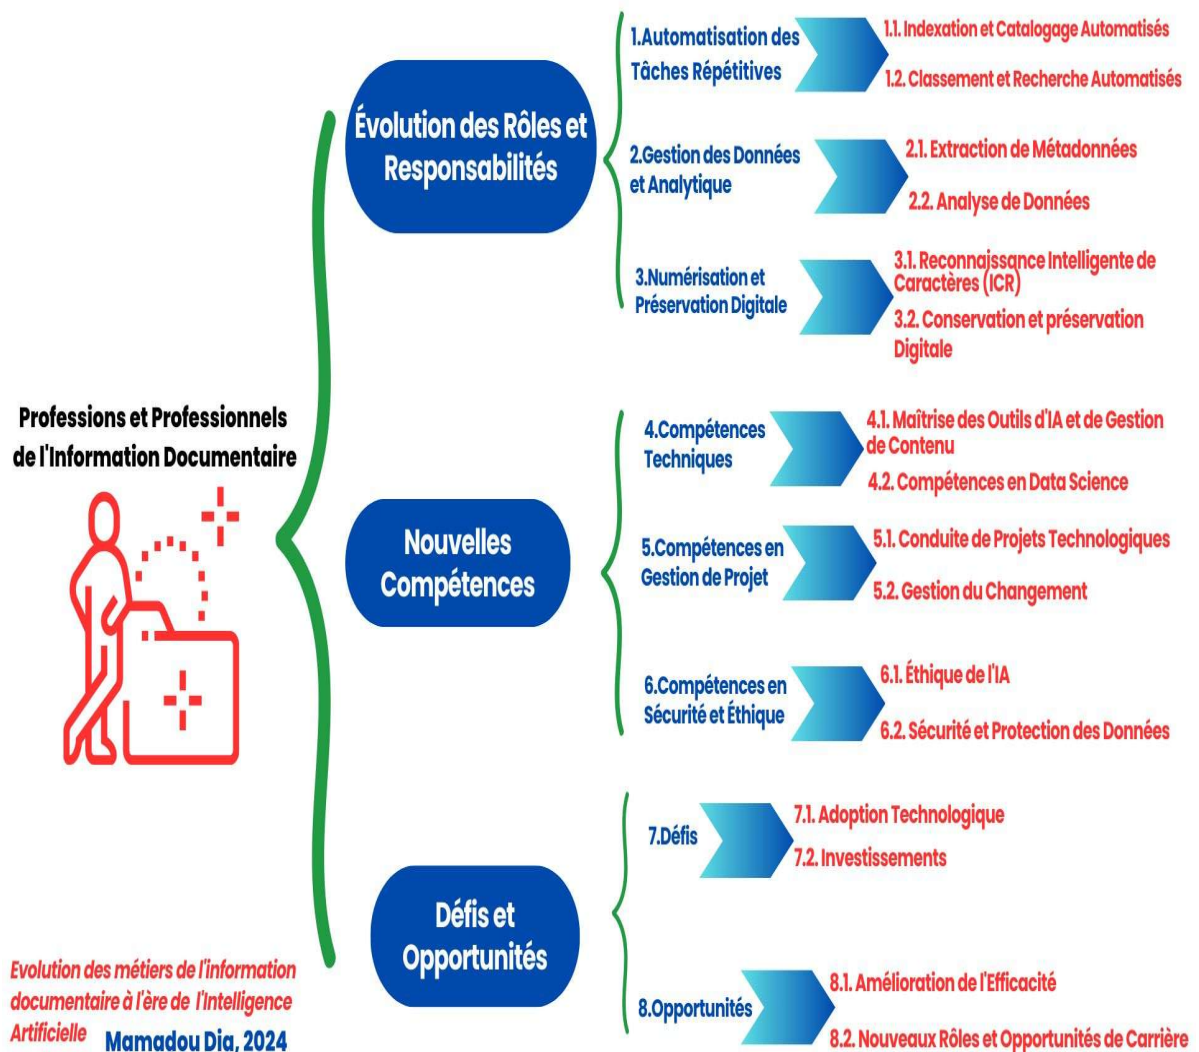 Professions et Professionnels
de l'Information Documentaire
Évolution des Rôles et
Responsabilités
1.Automatisation des
Tâches Répétitives
1.1. Indexation et Catalogage Automatisés
1.2. Classement et Recherche Automatisés
2.Gestion des Données
et Analytique
2.1. Extraction de Métadonnées
2.2. Analyse de Données
3.Numérisation et
Préservation Digitale
3.1. Reconnaissance Intelligente de
Caractères (ICR)
3.2. Conservation et préservation
Digitale
Nouvelles
Compétences
4.Compétences
Techniques
4.1. Maîtrise des Outils d'IA et de Gestion
de Contenu
4.2. Compétences en Data Science
5.Compétences en
Gestion de Projet
5.1. Conduite de Projets Technologiques
5.2. Gestion du Changement
6.Compétences en
Sécurité et Éthique
6.1. Éthique de l'IA
6.2. Sécurité et Protection des Données
Défis et
Opportunités
7.Défis
7.1. Adoption Technologique
7.2. Investissements
8.Opportunités
8.1. Amélioration de l'Efficacité
8.2. Nouveaux Rôles et Opportunités de Carrière
Evolution des métiers de l'information
documentaire à l'ère de l'Intelligence
Artificielle Mamadou Dia, 2024